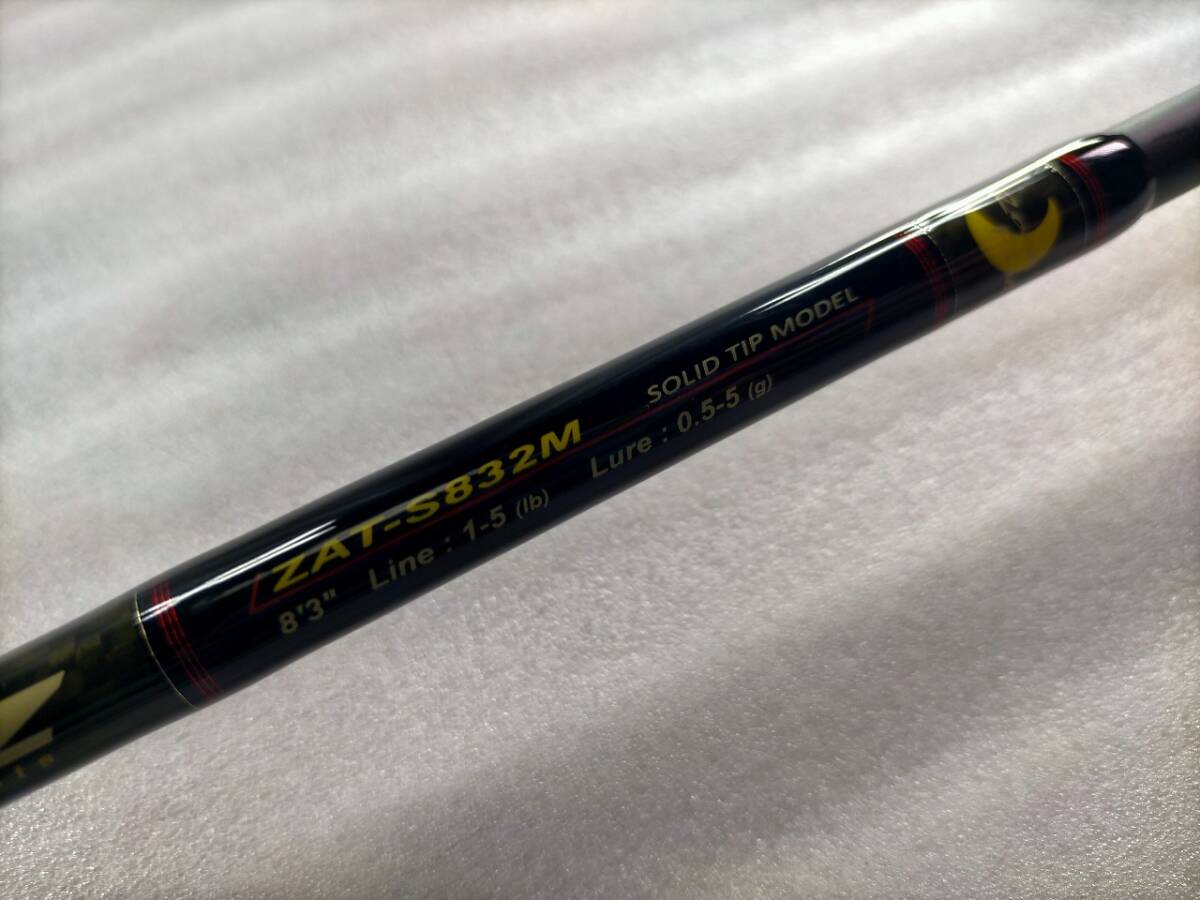 ZAT-S832M SOLID TIP MODEL
8'3" Line : 1-5 (lb) Lure : 0.5-5 (g)